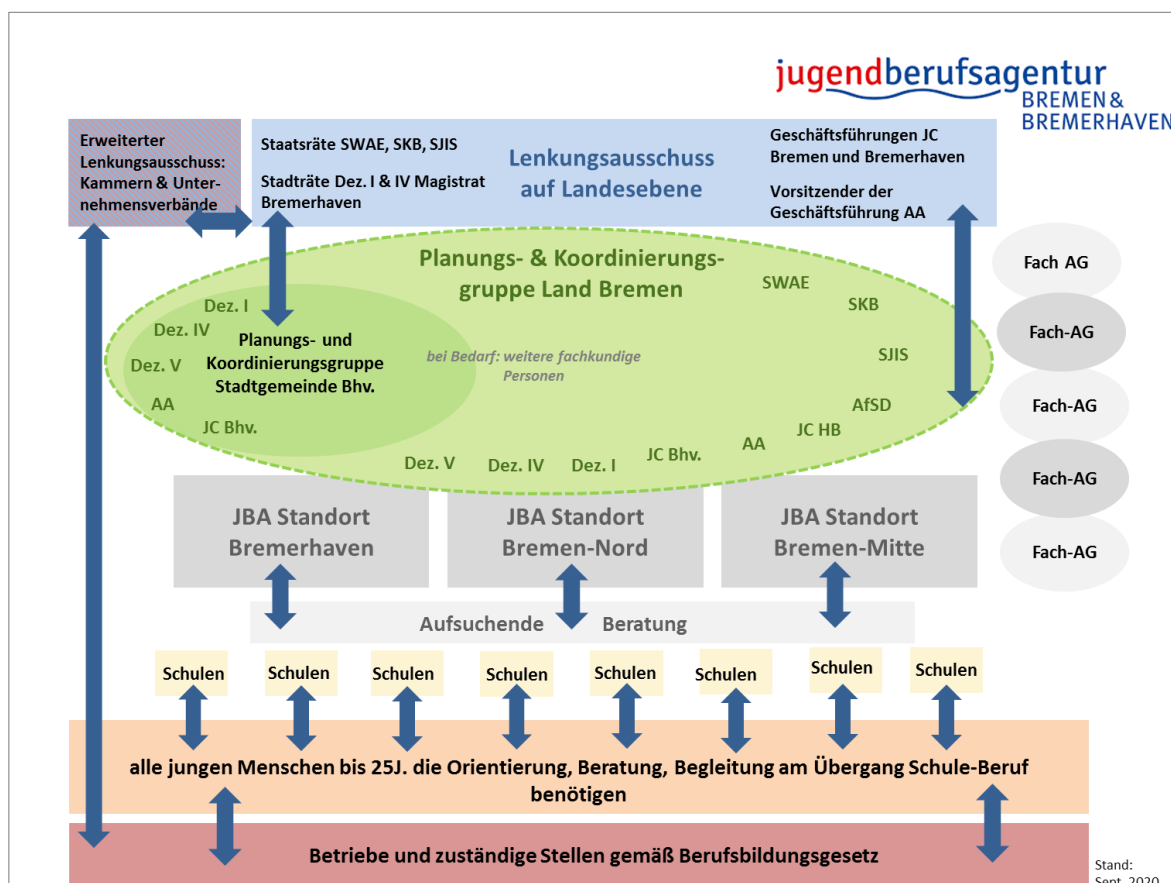 jugendberufsagentur
BREMEN &
BREMERHAVEN
Erweiterter
Lenkungsausschuss:
Kammern & Unter-
nehmensverbände
Staatsräte SWAE, SKB, SJIS
Stadträte Dez. I & IV Magistrat
Bremerhaven
Lenkungsausschuss
auf Landesebene
Geschäftsführungen JC
Bremen und Bremerhaven
Vorsitzender der
Geschäftsführung AA
Planungs- & Koordinierungs-
gruppe Land Bremen
SWAE
SKB
SJIS
AfSD
JC HB
AA
JC Bhv.
Dez. I
Dez. IV
Dez. V
bei Bedarf: weitere fachkundige
Personen
Dez. I
Dez. IV
Dez. V
AA
JC Bhv.
Planungs- und
Koordinierungsgruppe
Stadtgemeinde Bhv.
Fach AG
Fach-AG
Fach-AG
Fach-AG
Fach-AG
JBA Standort
Bremerhaven
JBA Standort
Bremen-Nord
JBA Standort
Bremen-Mitte
Aufsuchende Beratung
Schulen
Schulen
Schulen
Schulen
Schulen
Schulen
Schulen
Schulen
alle jungen Menschen bis 25J. die Orientierung, Beratung, Begleitung am Übergang Schule-Beruf
benötigen
Betriebe und zuständige Stellen gemäß Berufsbildungsgesetz
Stand:
Sept. 2020